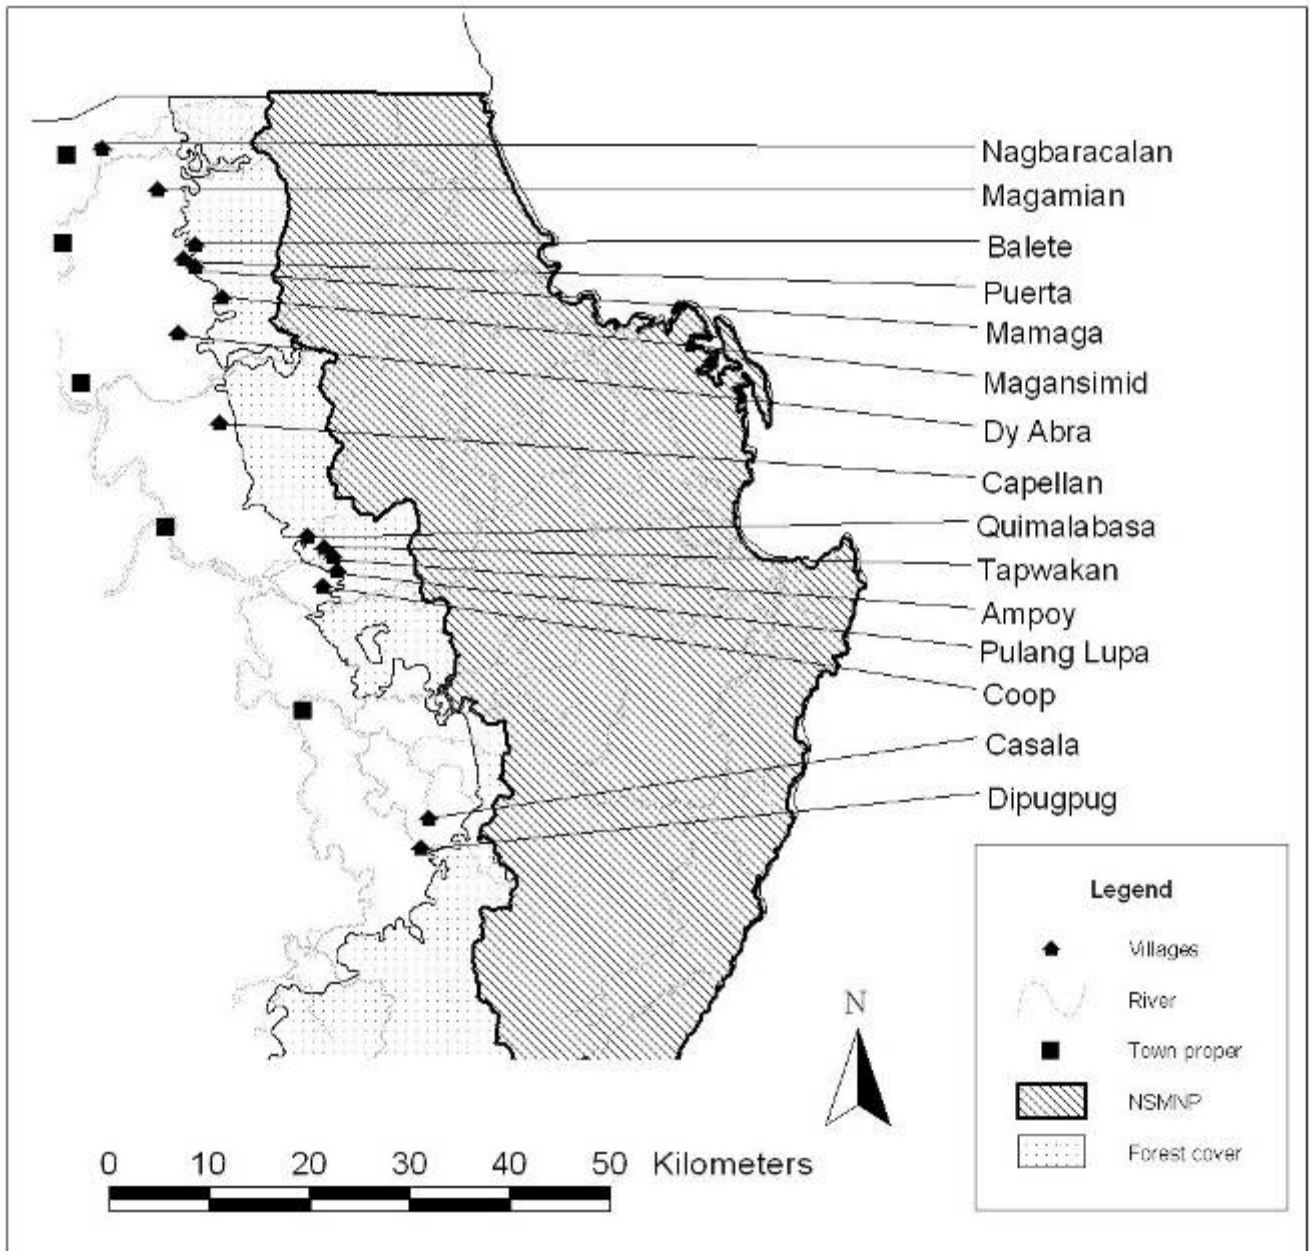 Nagbaracalan
Magamian
Balete
Puerta
Mamaga
Magansimid
Dy Abra
Capellan
Quimalabasa
Tapwakan
Ampoy
Pulang Lupa
Coop
Casala
Dipugpug
Legend
Villages
River
Town proper
NSMNP
Forest cover
N
0 10 20 30 40 50 Kilometers